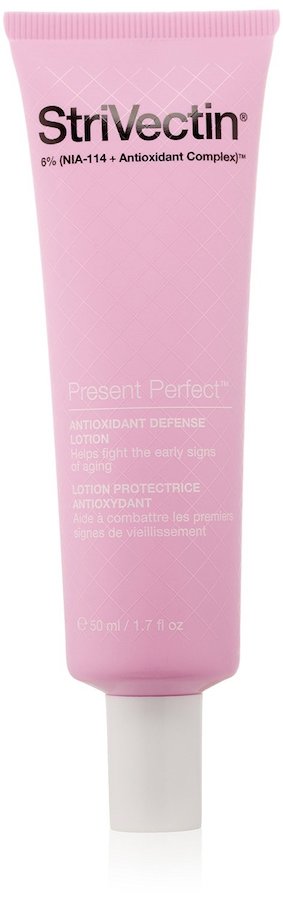 StriVectin®
6% (NIA-114 + Antioxidant Complex)™
Present Perfect™
ANTIOXIDANT DEFENSE
LOTION
Helps fight the early signs
of aging
LOTION PROTECTRICE
ANTIOXYDANT
Aide à combattre les premiers
signes de vieillissement
℮ 50 ml / 1.7 fl oz